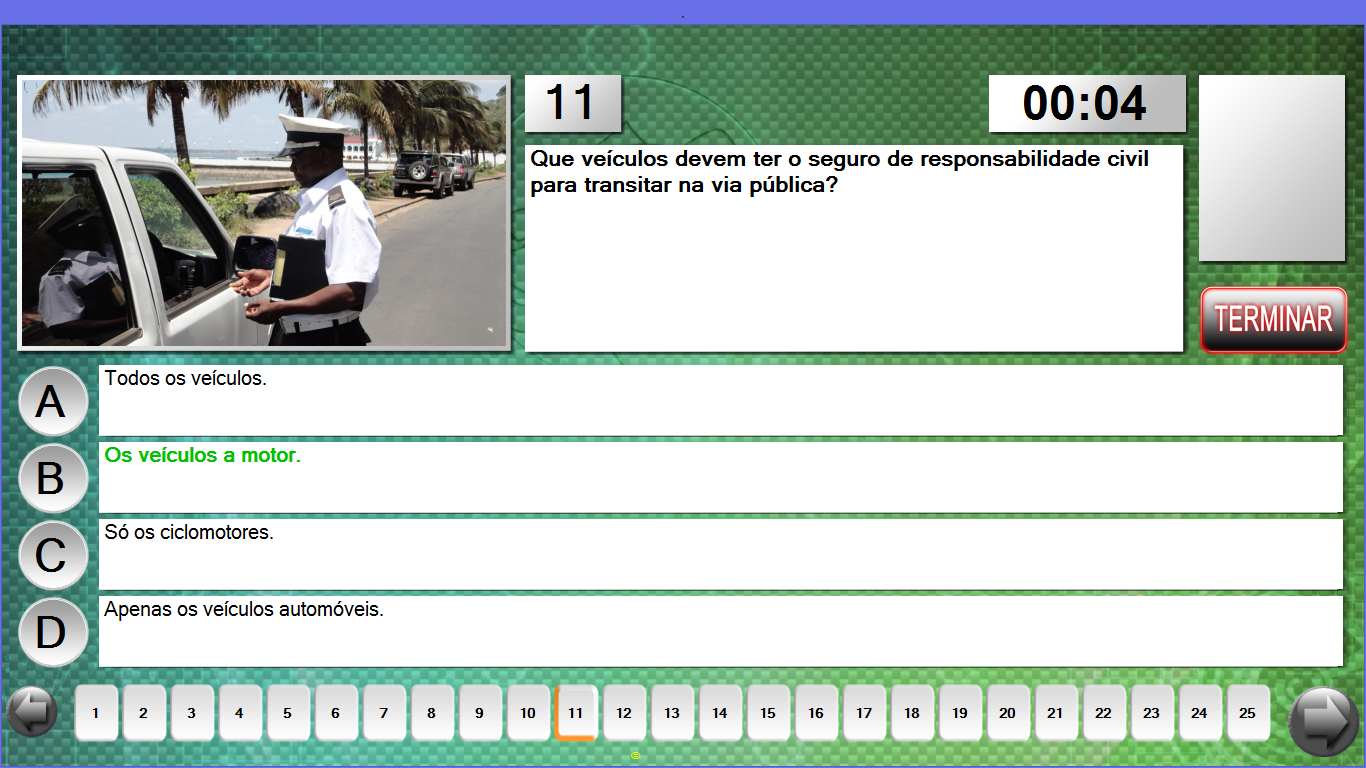 11
00:04
Que veículos devem ter o seguro de responsabilidade civil
para transitar na via pública?
TERMINAR
A
Todos os veículos.
B
Os veículos a motor.
C
Só os ciclomotores.
D
Apenas os veículos automóveis.
1 2 3 4 5 6 7 8 9 10 11 12 13 14 15 16 17 18 19 20 21 22 23 24 25
©